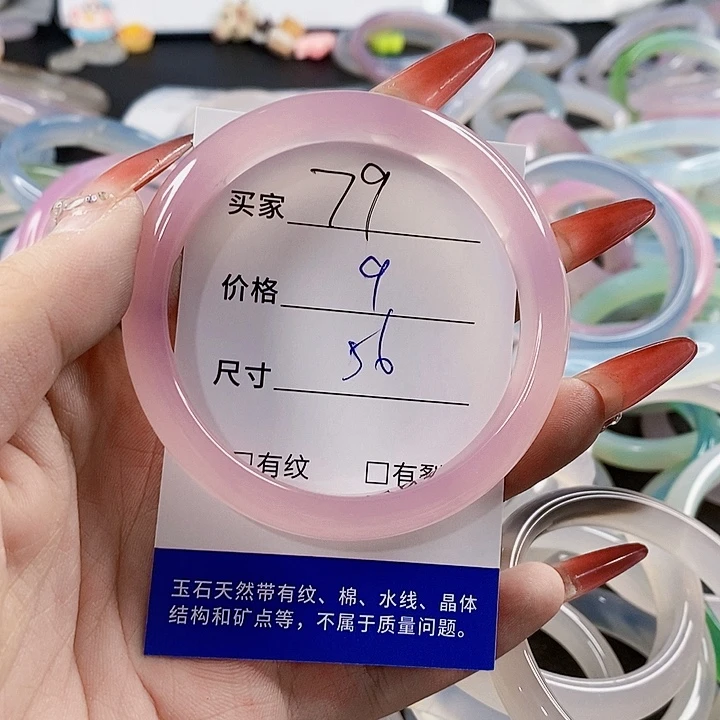 买家 79
价格 9
尺寸 56
□有纹 □有裂
玉石天然带有纹、棉、水线、晶体
结构和矿点等，不属于质量问题。